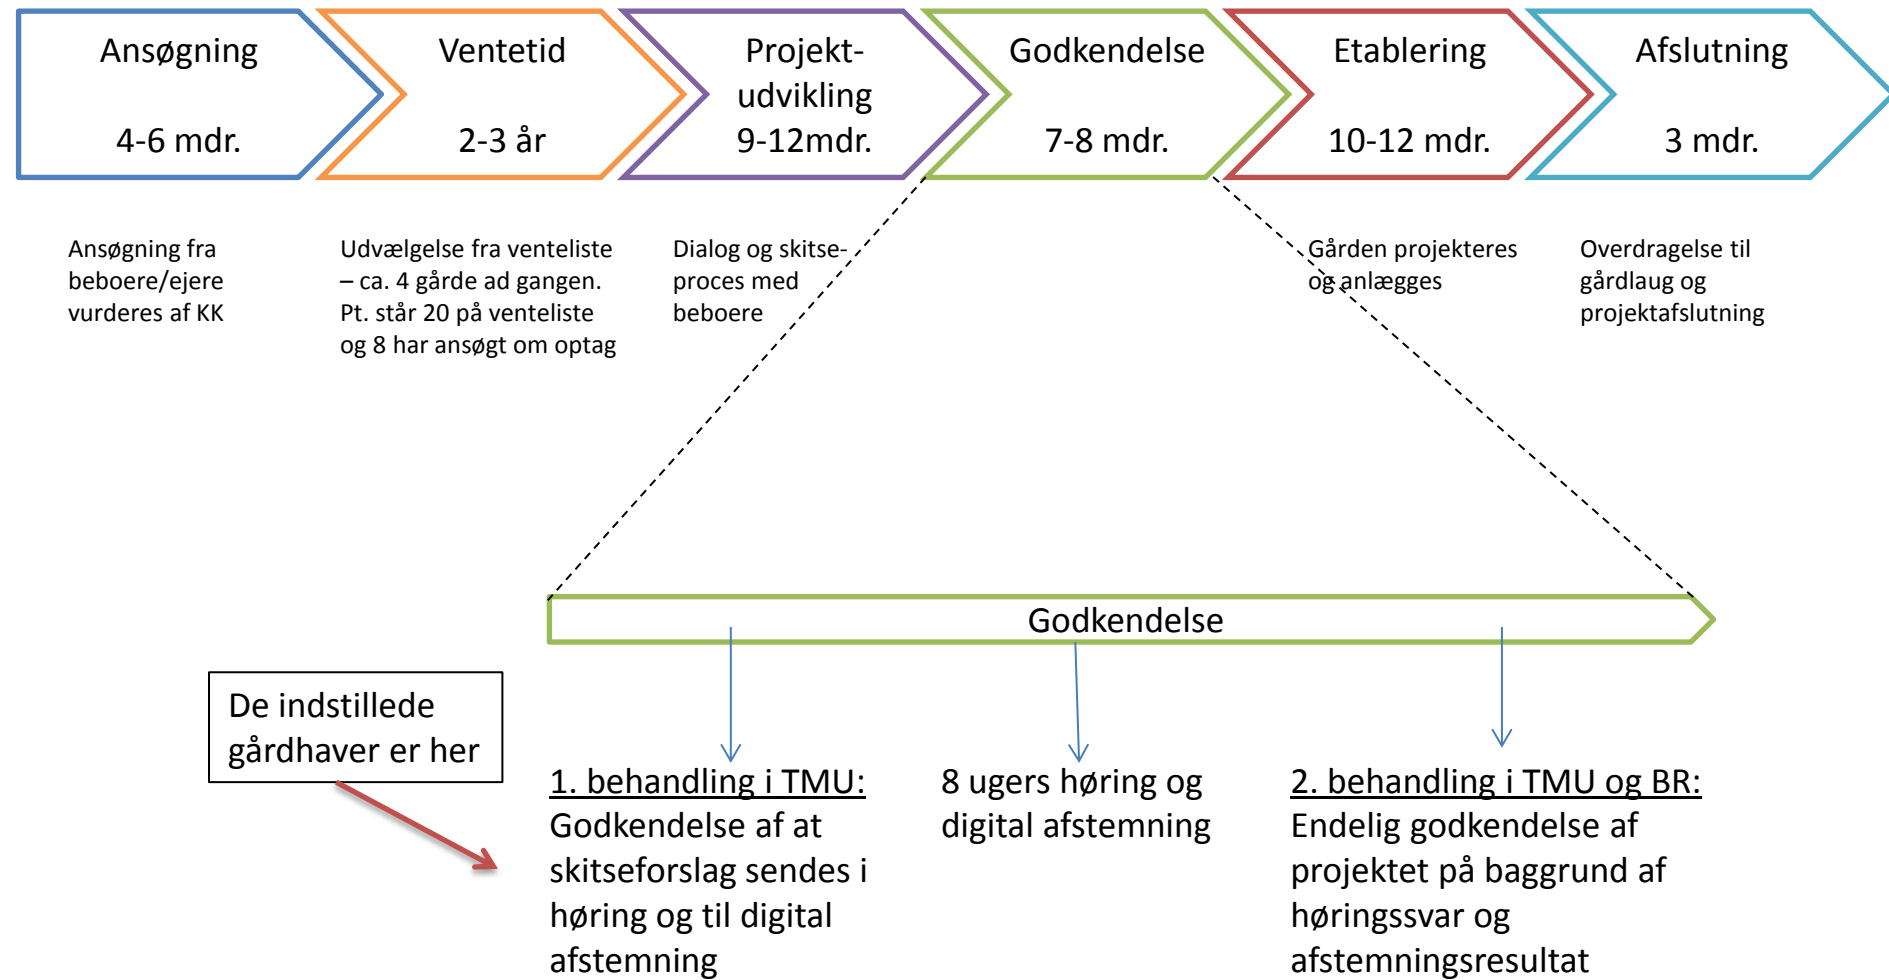 Ansøgning
4-6 mdr.
Ventetid
2-3 år
Projekt-
udvikling
9-12mdr.
Godkendelse
7-8 mdr.
Etablering
10-12 mdr.
Afslutning
3 mdr.
Ansøgning fra
beboere/ejere
vurderes af KK
Udvælgelse fra venteliste
– ca. 4 gårde ad gangen.
Pt. står 20 på venteliste
og 8 har ansøgt om optag
Dialog og skitse-
proces med
beboere
Gården projekteres
og anlægges
Overdragelse til
gårdlaug og
projektafslutning
Godkendelse
De indstillede
gårdhaver er her
1. behandling i TMU:
Godkendelse af at
skitseforslag sendes i
høring og til digital
afstemning
8 ugers høring og
digital afstemning
2. behandling i TMU og BR:
Endelig godkendelse af
projektet på baggrund af
høringssvar og
afstemningsresultat